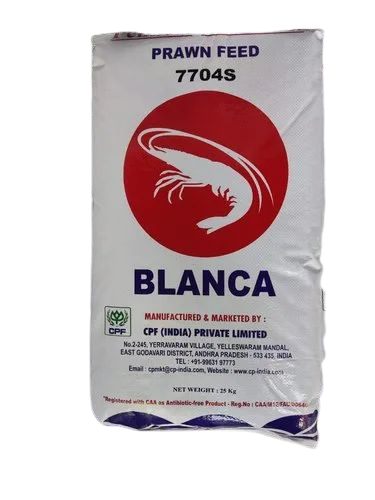 PRAWN FEED
7704S
BLANCA
MANUFACTURED & MARKETED BY :
CPF
CPF (INDIA) PRIVATE LIMITED
No.2-245, YERRAVARAM VILLAGE, YELLESWARAM MANDAL,
EAST GODAVARI DISTRICT, ANDHRA PRADESH - 533 435, INDIA
TEL : +91-99631 97773
Email : cpmkt@cp-india.com, Website : www.cp-india.com
NET WEIGHT : 25 Kg
*Registered with CAA as Antibiotic-free Product - Reg.No :